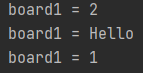 board1 = 2
board1 = Hello
board1 = 1